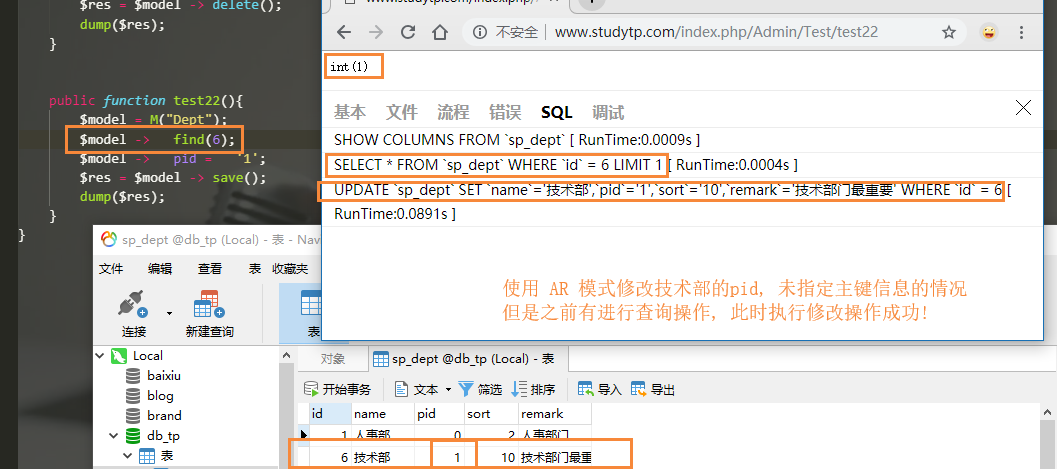 $res = $model -> delete();
dump($res);
}
public function test22(){
$model = M("Dept");
$model -> find(6);
$model -> pid = '1';
$res = $model -> save();
dump($res);
}
}
不安全 | www.studytp.com/index.php/Admin/Test/test22
int(1)
基本 文件 流程 错误 SQL 调试
SHOW COLUMNS FROM `sp_dept` [ RunTime:0.0009s ]
SELECT * FROM `sp_dept` WHERE `id` = 6 LIMIT 1 [ RunTime:0.0004s ]
UPDATE `sp_dept` SET `name`='技术部',`pid`='1',`sort`='10',`remark`='技术部门最重要' WHERE `id` = 6 [
RunTime:0.0891s ]
使用 AR 模式修改技术部的pid, 未指定主键信息的情况
但是之前有进行查询操作, 此时执行修改操作成功!
sp_dept @db_tp (Local) - 表 - Nav
文件 编辑 查看 表 收藏夹
连接 新建查询 表
Local
baixiu
blog
brand
db_tp
表
对象 sp_dept @db_tp (Local) - 表
开始事务 文本 筛选 排序 导入 导出
id name pid sort remark
1 人事部 0 2 人事部门
6 技术部 1 10 技术部门最重